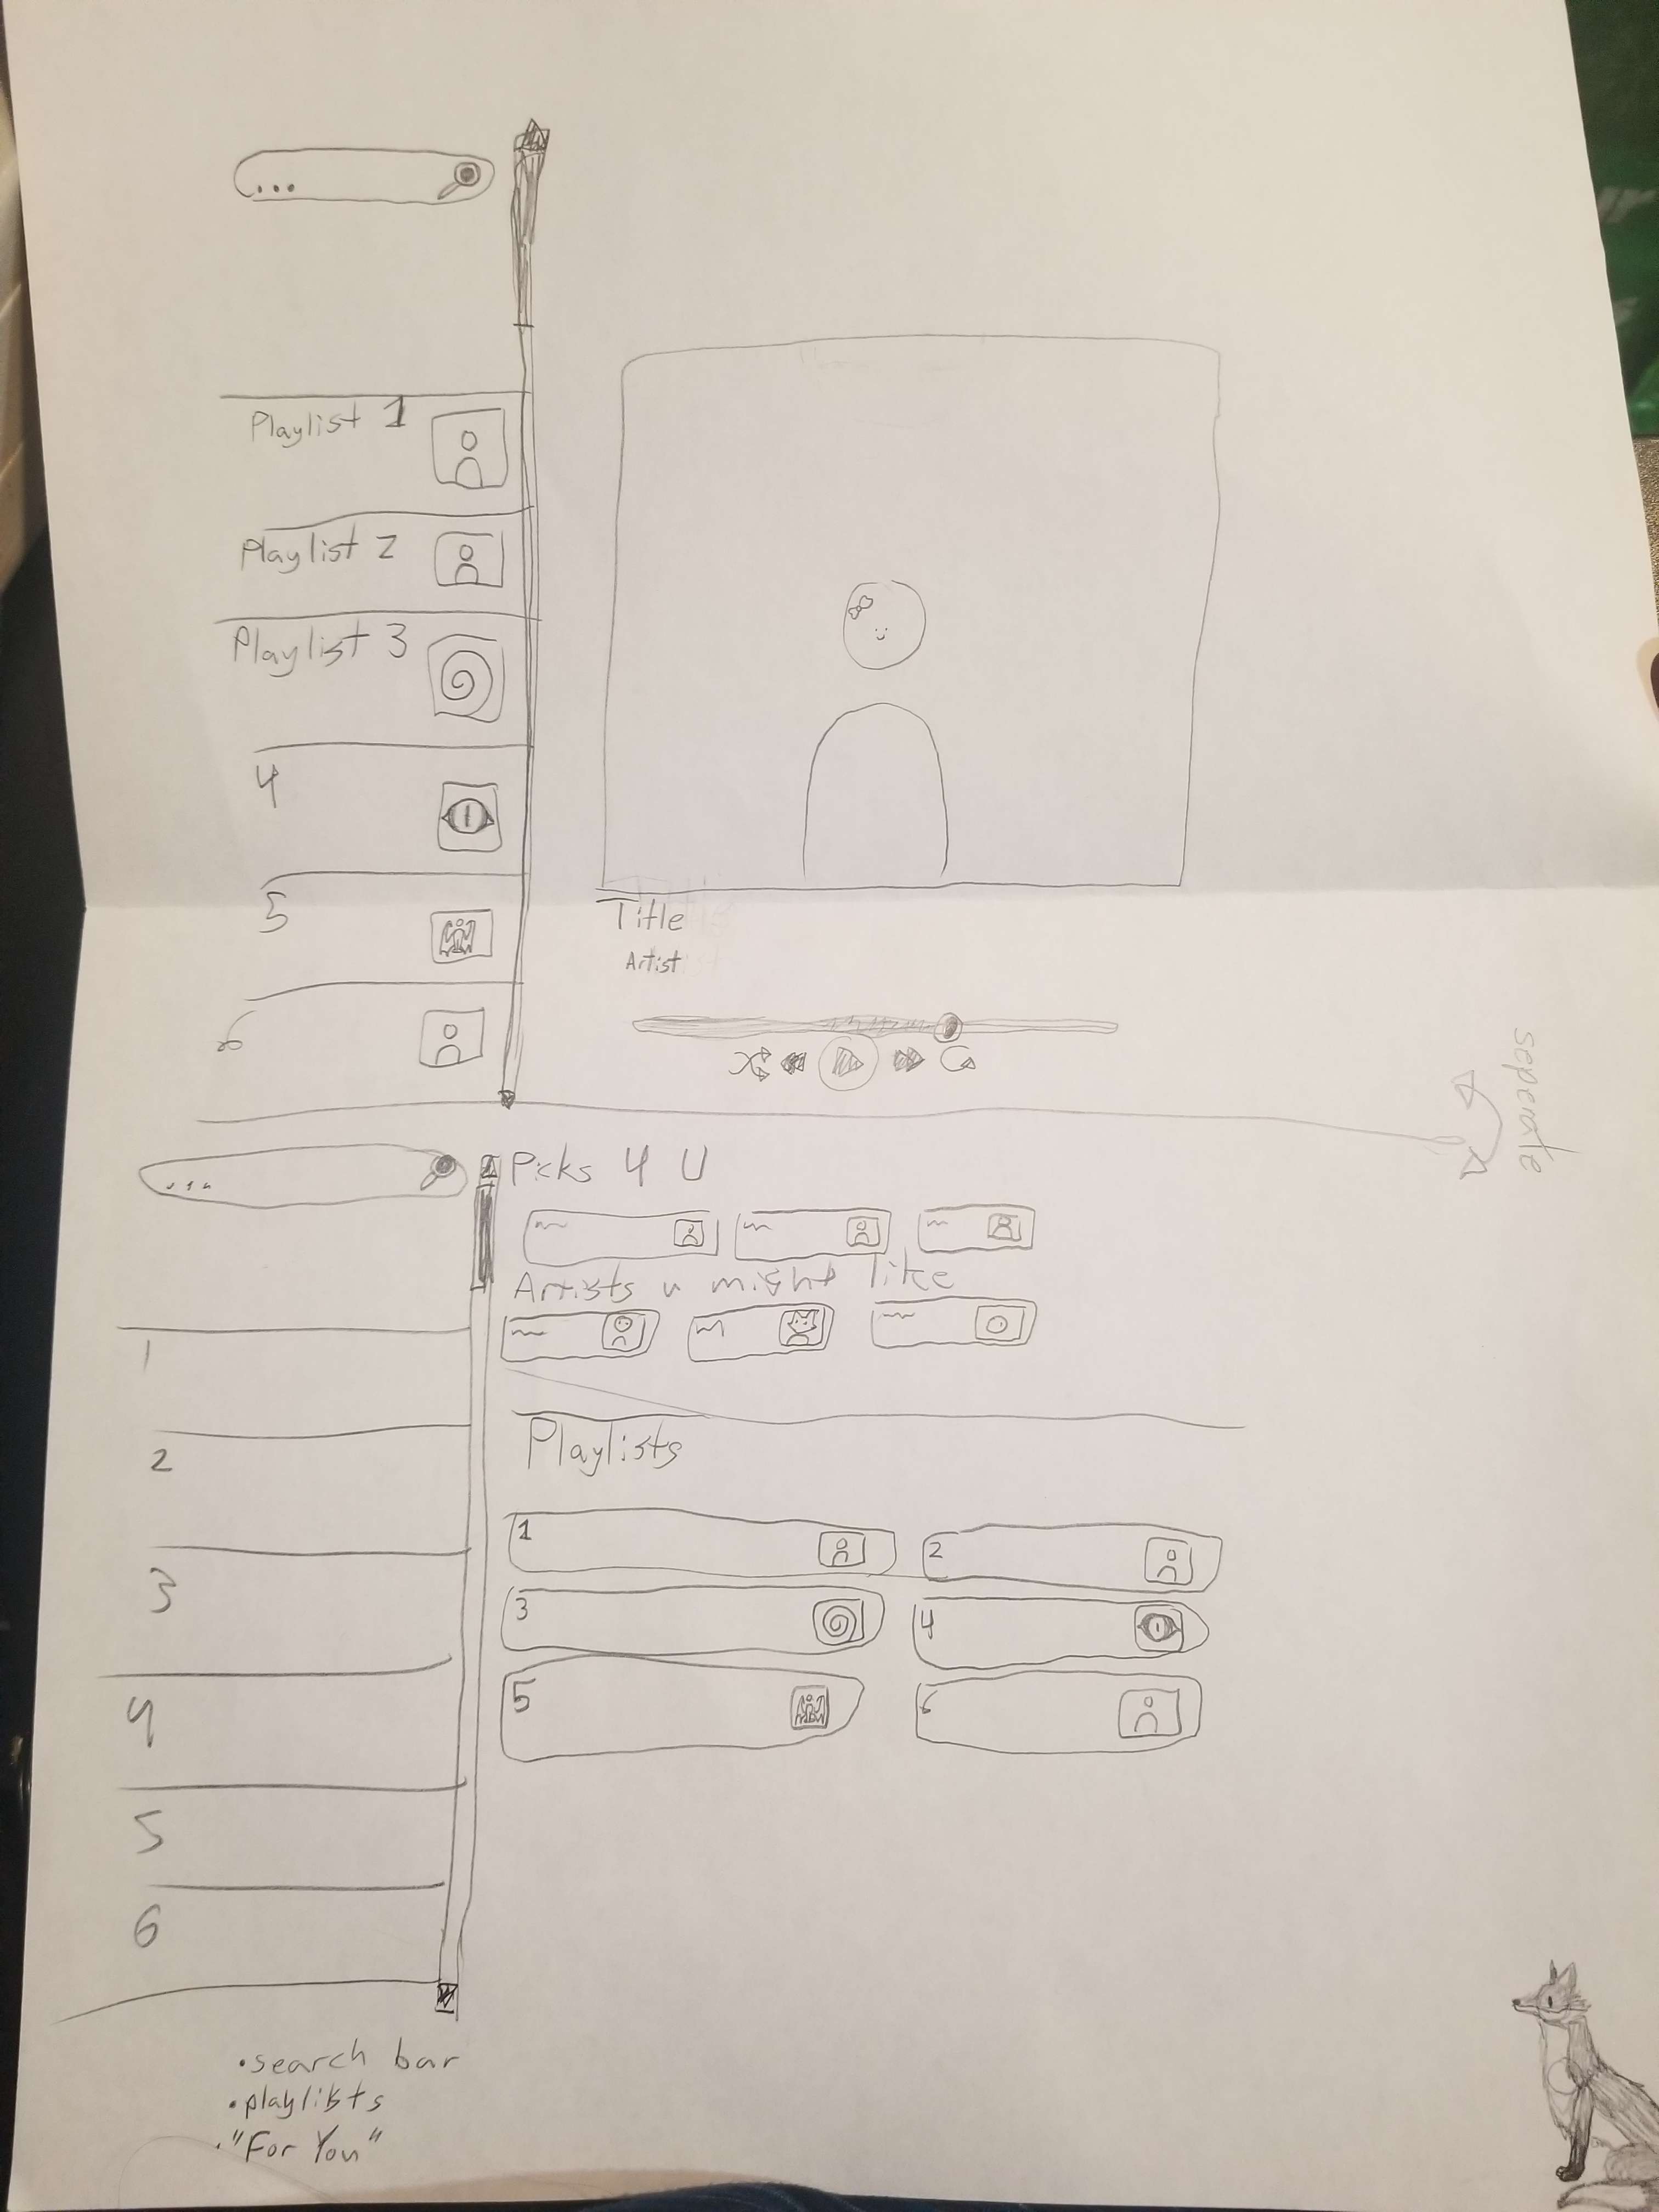 ...
Playlist 1
Playlist 2
Playlist 3
4
5
6
Title
Artist
seperate
...
Picks 4 U
Artists u might like
1
2
3
4
5
6
Playlists
1
2
3
4
5
6
•search bar
•playlists
•"For You"